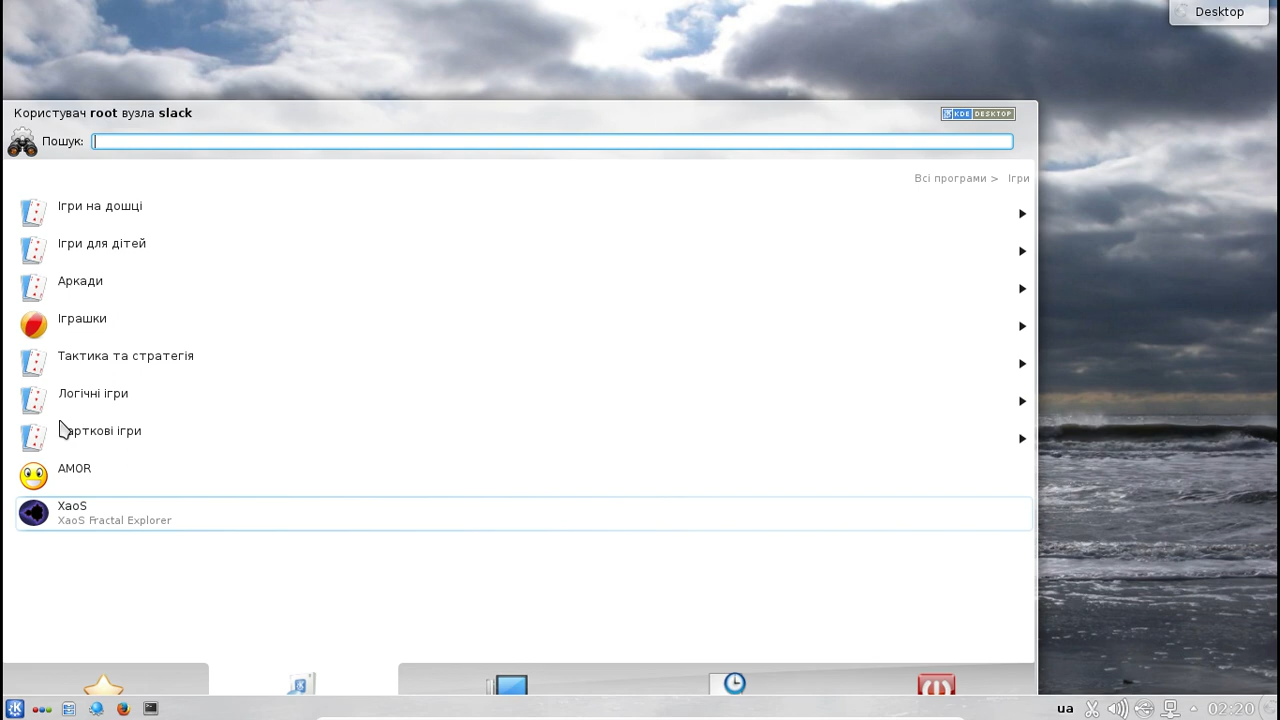 Desktop
Користувач root вузла slack
KDE DESKTOP
Пошук:
Всі програми > Ігри
Ігри на дошці
Ігри для дітей
Аркади
Іграшки
Тактика та стратегія
Логічні ігри
арткові ігри
AMOR
XaoS
XaoS Fractal Explorer
ua
02:20